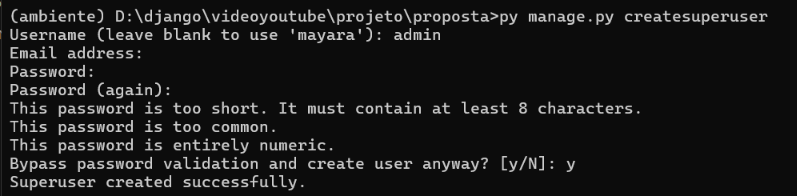 (ambiente) D:\django\videoyoutube\projeto\proposta>py manage.py createsuperuser
Username (leave blank to use 'mayara'): admin
Email address:
Password:
Password (again):
This password is too short. It must contain at least 8 characters.
This password is too common.
This password is entirely numeric.
Bypass password validation and create user anyway? [y/N]: y
Superuser created successfully.